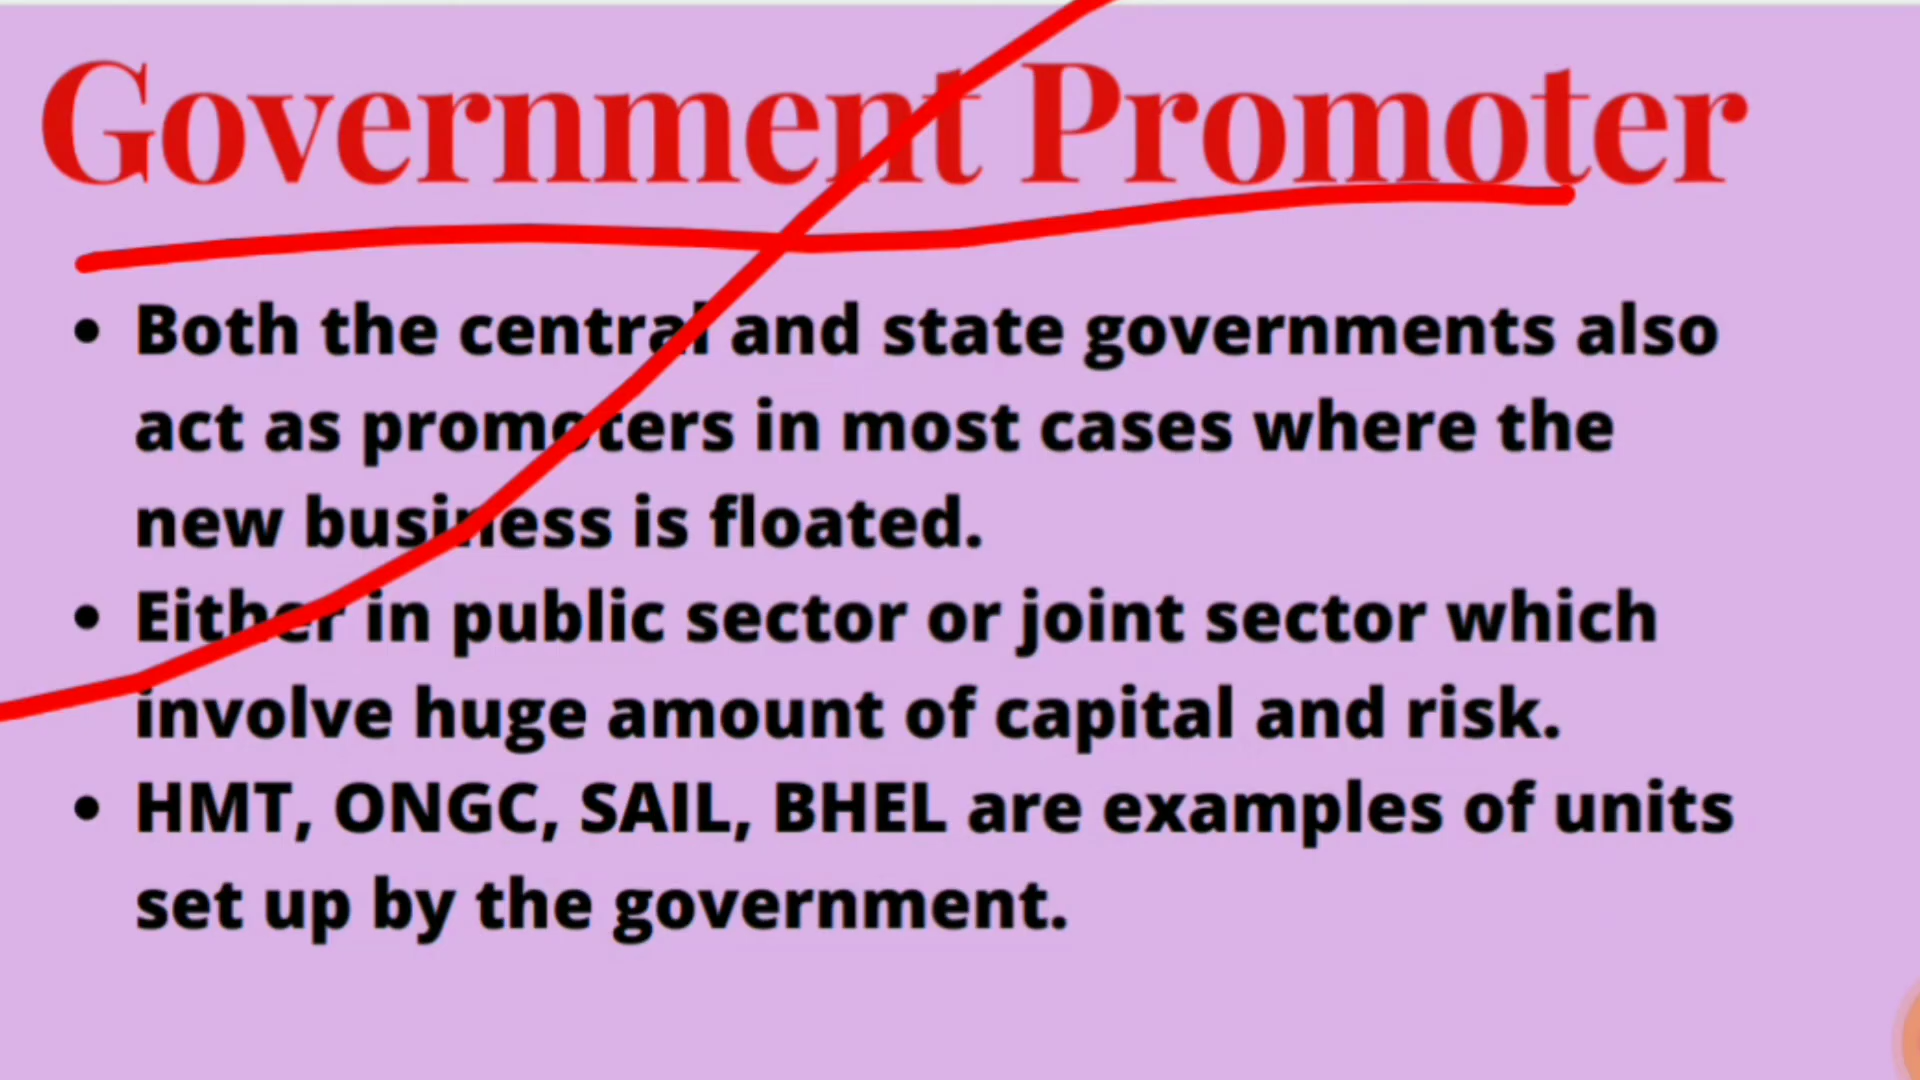 Government Promoter
• Both the central and state governments also
act as promoters in most cases where the
new business is floated.
• Either in public sector or joint sector which
involve huge amount of capital and risk.
• HMT, ONGC, SAIL, BHEL are examples of units
set up by the government.